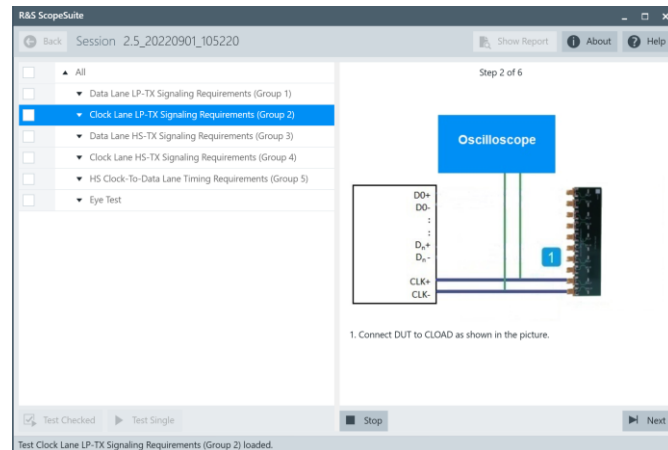 R&S ScopeSuite
Back Session 2.5_20220901_105220 Show Report About Help
All
Data Lane LP-TX Signaling Requirements (Group 1)
Clock Lane LP-TX Signaling Requirements (Group 2)
Data Lane HS-TX Signaling Requirements (Group 3)
Clock Lane HS-TX Signaling Requirements (Group 4)
HS Clock-To-Data Lane Timing Requirements (Group 5)
Eye Test
Step 2 of 6
Oscilloscope
D0+
D0-
:
:
Dn+
Dn-
CLK+
CLK-
1
1. Connect DUT to CLOAD as shown in the picture.
Test Checked Test Single Stop Next
Test Clock Lane LP-TX Signaling Requirements (Group 2) loaded.